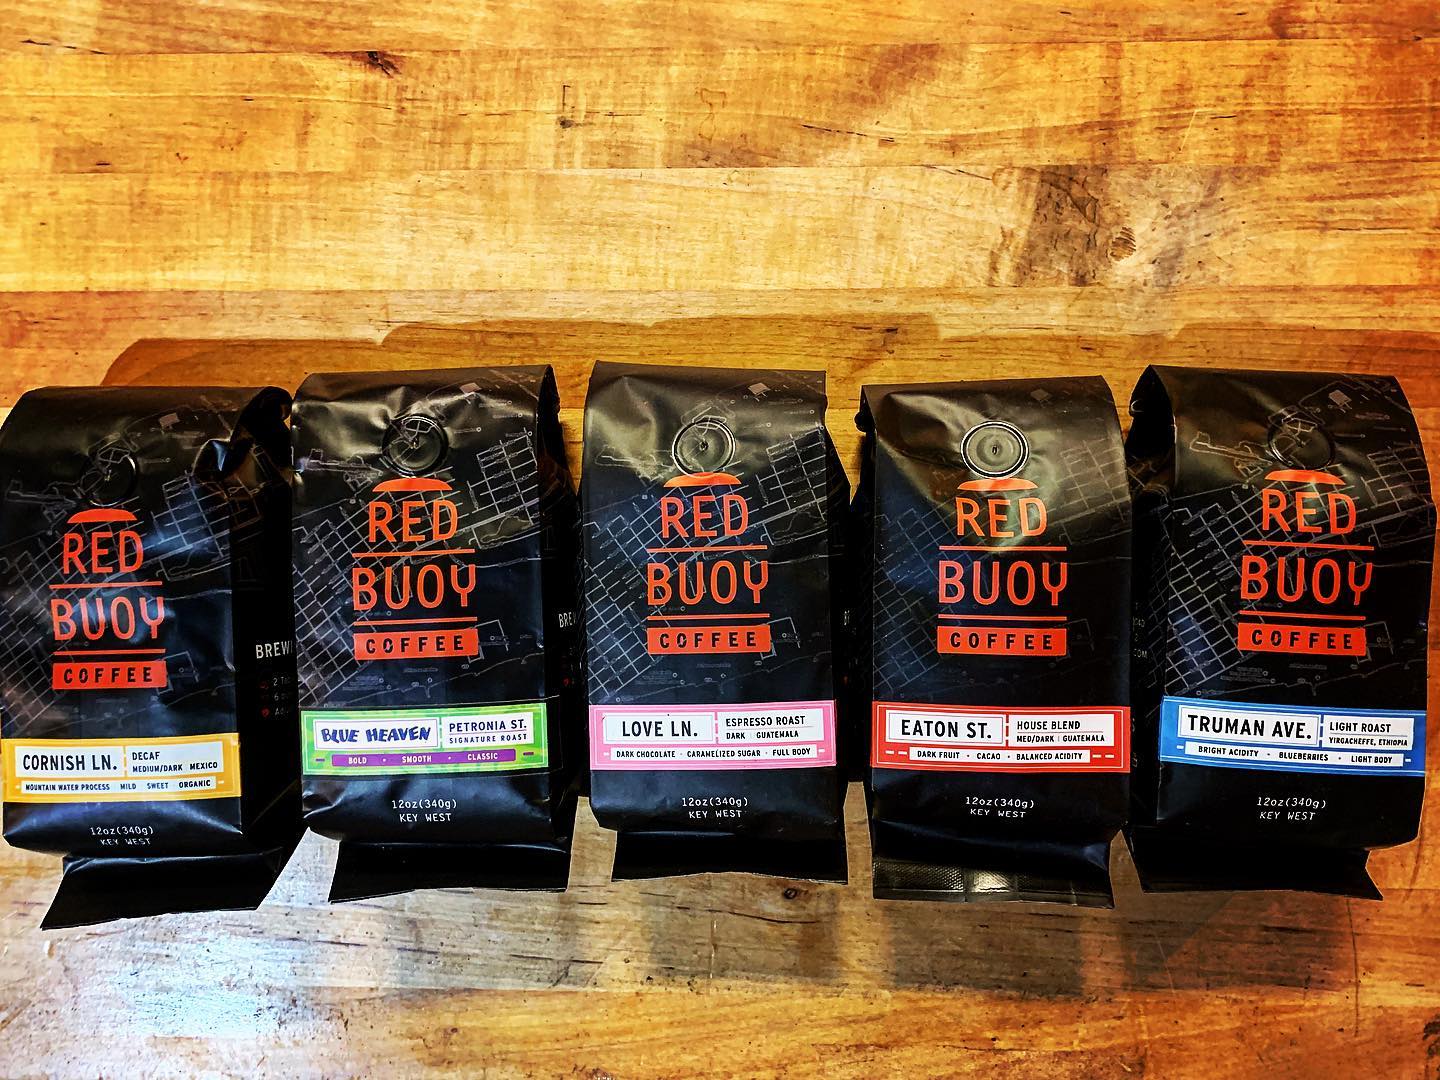 RED
BUOY
COFFEE
CORNISH LN.
DECAF
MEDIUM/DARK MEXICO
MOUNTAIN WATER PROCESS MILD SWEET ORGANIC
12oz(340g)
KEY WEST
RED
BUOY
COFFEE
BLUE HEAVEN
PETRONIA ST.
SIGNATURE ROAST
BOLD • SMOOTH • CLASSIC
12oz(340g)
KEY WEST
RED
BUOY
COFFEE
LOVE LN.
ESPRESSO ROAST
DARK | GUATEMALA
DARK CHOCOLATE • CARAMELIZED SUGAR • FULL BODY
12oz(340g)
KEY WEST
RED
BUOY
COFFEE
EATON ST.
HOUSE BLEND
MED/DARK | GUATEMALA
DARK FRUIT • CACAO • BALANCED ACIDITY
12oz(340g)
KEY WEST
RED
BUOY
COFFEE
TRUMAN AVE.
LIGHT ROAST
YIRGACHEFFE, ETHIOPIA
BRIGHT ACIDITY • BLUEBERRIES • LIGHT BODY
12oz(340g)
KEY WEST